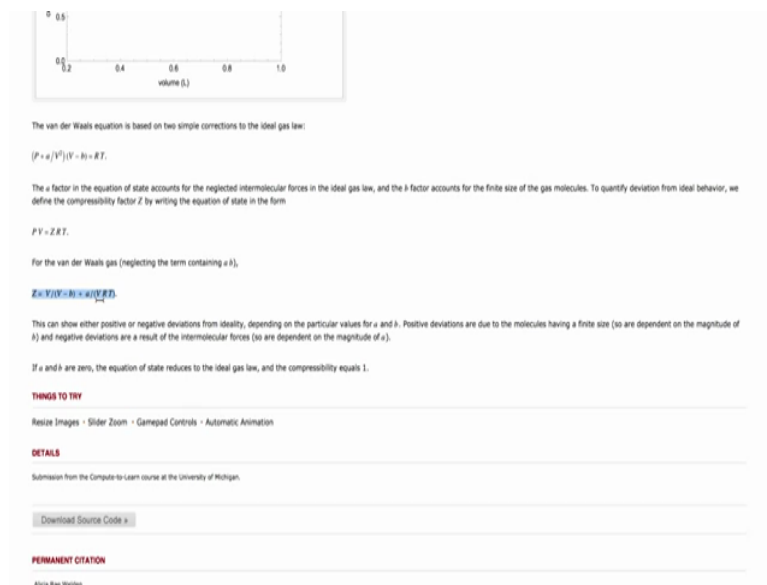 0.5
0.0
0.2 0.4 0.6 0.8 1.0
volume (L)
The van der Waals equation is based on two simple corrections to the ideal gas law:
(P + a/V²)(V − b) = RT.
The a factor in the equation of state accounts for the neglected intermolecular forces in the ideal gas law, and the b factor accounts for the finite size of the gas molecules. To quantify deviation from ideal behavior, we
define the compressibility factor Z by writing the equation of state in the form
PV = ZRT.
For the van der Waals gas (neglecting the term containing a b),
Z = V/(V − b) + a/(V R T).
This can show either positive or negative deviations from ideality, depending on the particular values for a and b. Positive deviations are due to the molecules having a finite size (so are dependent on the magnitude of
b) and negative deviations are a result of the intermolecular forces (so are dependent on the magnitude of a).
If a and b are zero, the equation of state reduces to the ideal gas law, and the compressibility equals 1.
THINGS TO TRY
Resize Images · Slider Zoom · Gamepad Controls · Automatic Animation
DETAILS
Submission from the Compute-to-Learn course at the University of Michigan.
Download Source Code »
PERMANENT CITATION